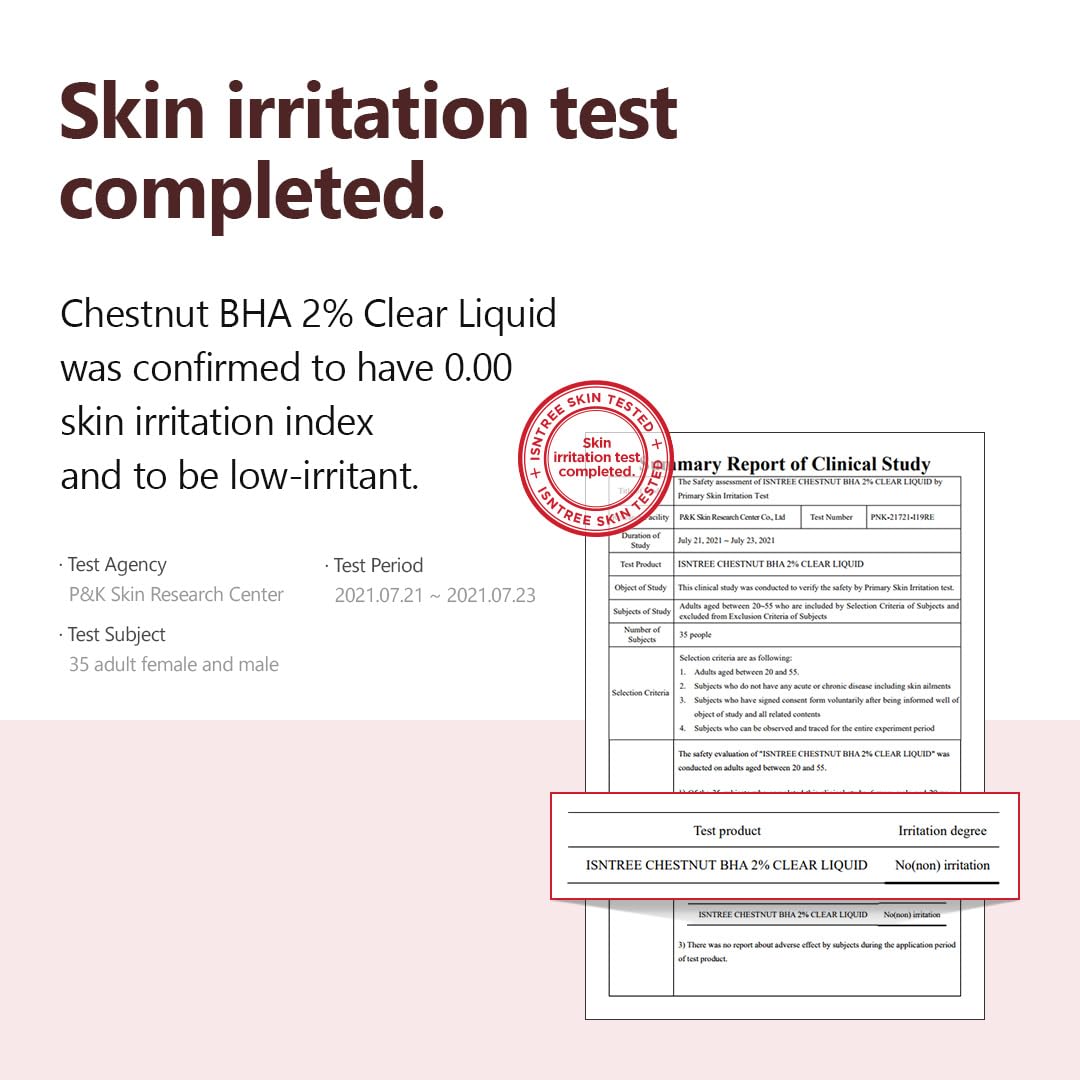 Skin irritation test
completed.
Chestnut BHA 2% Clear Liquid
was confirmed to have 0.00
skin irritation index
and to be low-irritant.
· Test Agency
P&K Skin Research Center
· Test Period
2021.07.21 ~ 2021.07.23
· Test Subject
35 adult female and male
ISNTREE SKIN TESTED
+ ISNTREE SKIN TESTED +
Skin
irritation test
completed.
Report of Clinical Study
The Safety assessment of ISNTREE CHESTNUT BHA 2% CLEAR LIQUID by
Primary Skin Irritation Test
P&K Skin Research Center Co., Ltd
Test Number
PNK-21721-I19RE
Duration of
Study
July 21, 2021 ~ July 23, 2021
Test Product
ISNTREE CHESTNUT BHA 2% CLEAR LIQUID
Object of Study
This clinical study was conducted to verify the safety by Primary Skin Irritation test.
Subjects of Study
Adults aged between 20~55 who are included by Selection Criteria of Subjects and
excluded from Exclusion Criteria of Subjects
Number of
Subjects
35 people
Selection Criteria
Selection criteria are as following:
1. Adults aged between 20 and 55.
2. Subjects who do not have any acute or chronic disease including skin ailments
3. Subjects who have signed consent form voluntarily after being informed well of
object of study and all related contents
4. Subjects who can be observed and traced for the entire experiment period
The safety evaluation of "ISNTREE CHESTNUT BHA 2% CLEAR LIQUID" was
conducted on adults aged between 20 and 55.
Test product
Irritation degree
ISNTREE CHESTNUT BHA 2% CLEAR LIQUID
No(non) irritation
ISNTREE CHESTNUT BHA 2% CLEAR LIQUID
No(non) irritation
3) There was no report about adverse effect by subjects during the application period
of test product.